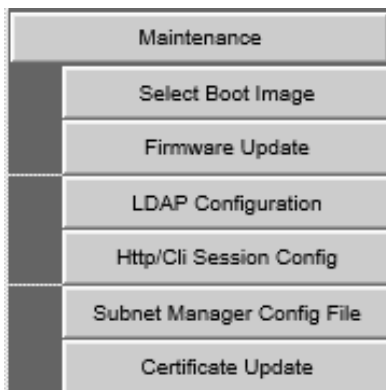 Maintenance
Select Boot Image
Firmware Update
LDAP Configuration
Http/Cli Session Config
Subnet Manager Config File
Certificate Update